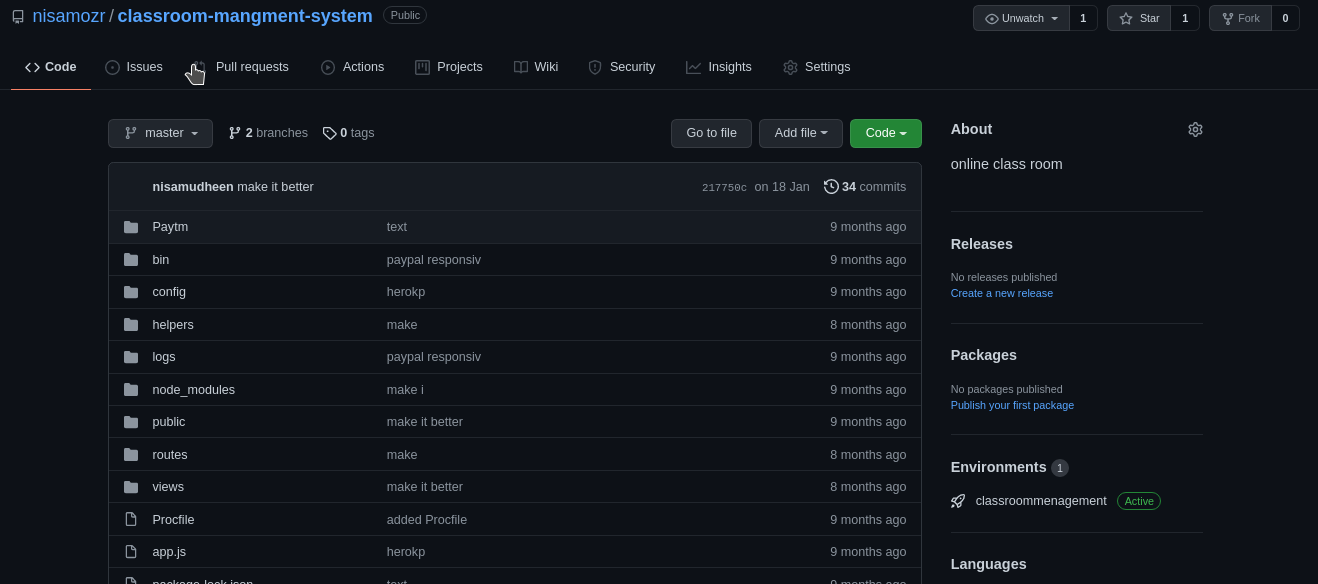 nisamozr / classroom-mangment-system Public
Unwatch 1 Star 1 Fork 0
Code Issues Pull requests Actions Projects Wiki Security Insights Settings
master 2 branches 0 tags Go to file Add file Code
nisamudheen make it better 217750c on 18 Jan 34 commits
Paytm text 9 months ago
bin paypal responsiv 9 months ago
config herokp 9 months ago
helpers make 8 months ago
logs paypal responsiv 9 months ago
node_modules make i 9 months ago
public make it better 9 months ago
routes make 8 months ago
views make it better 8 months ago
Procfile added Procfile 9 months ago
app.js herokp 9 months ago
package-lock.json text 9 months ago
About
online class room
Releases
No releases published
Create a new release
Packages
No packages published
Publish your first package
Environments 1
classroommenagement Active
Languages